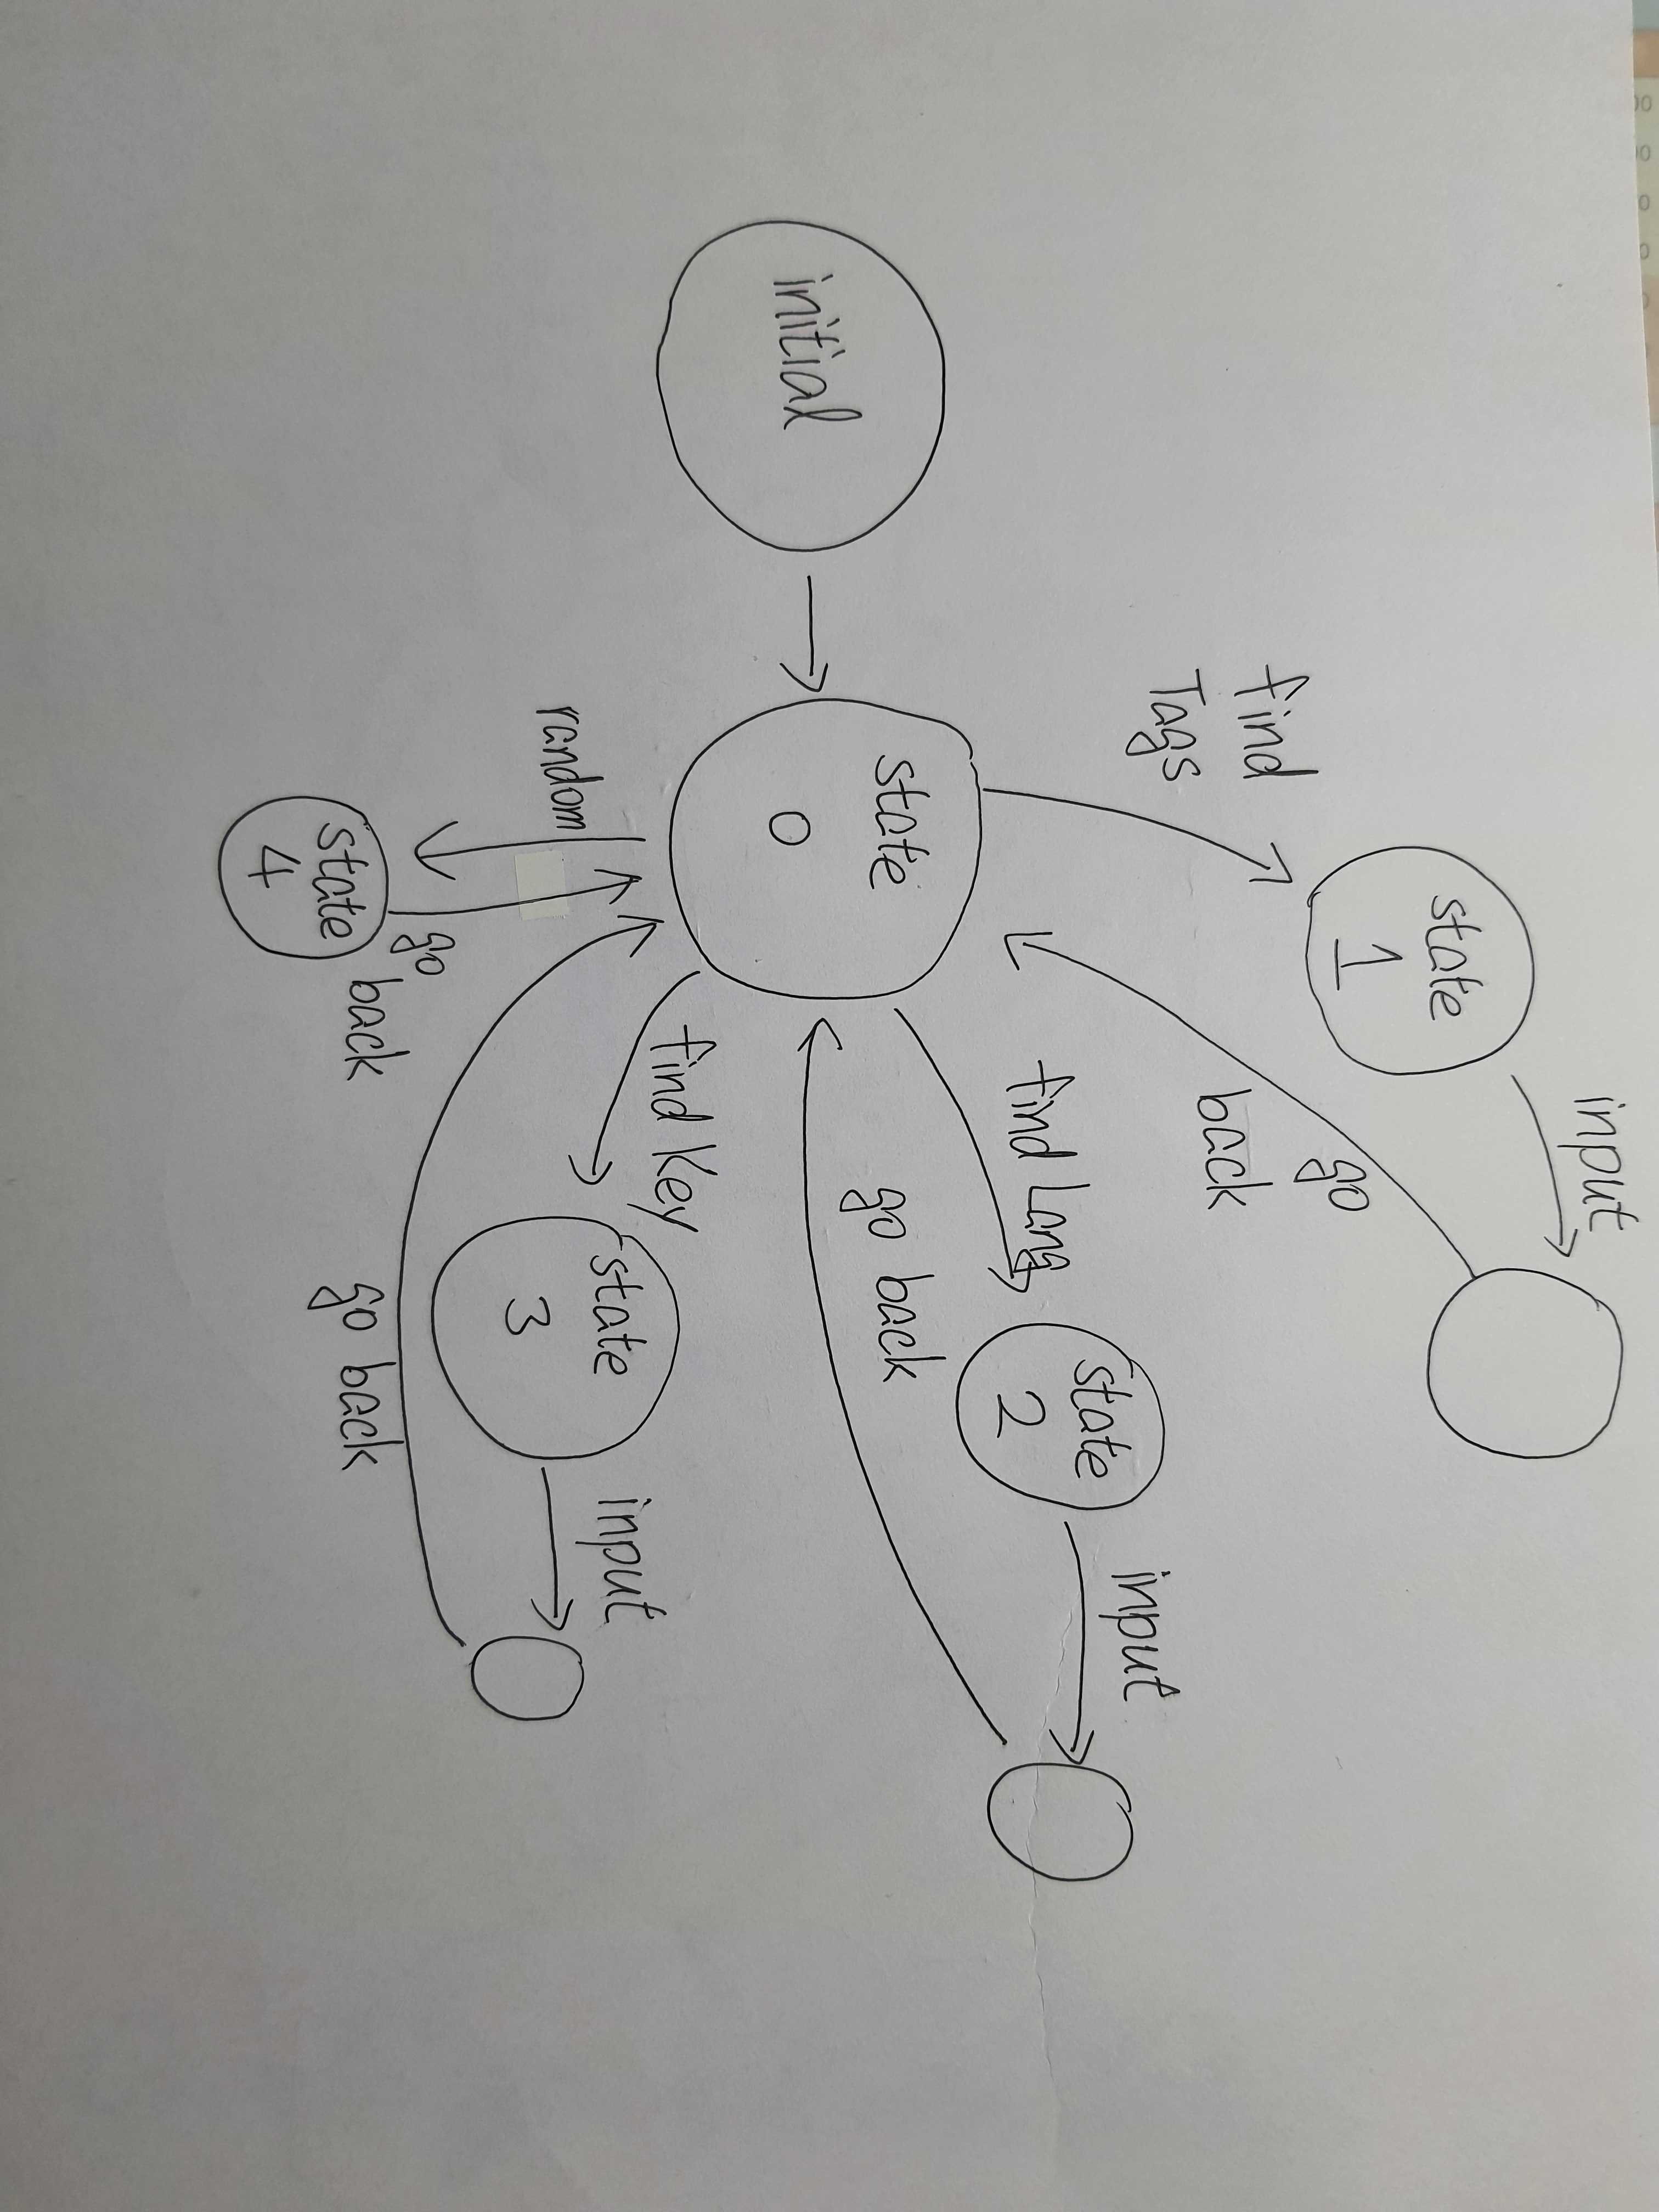 input
state
1
go
back
find
Tags
input
state
2
find Lang
go back
state
0
initial
find Key
state
3
input
random
go
back
go back
state
4